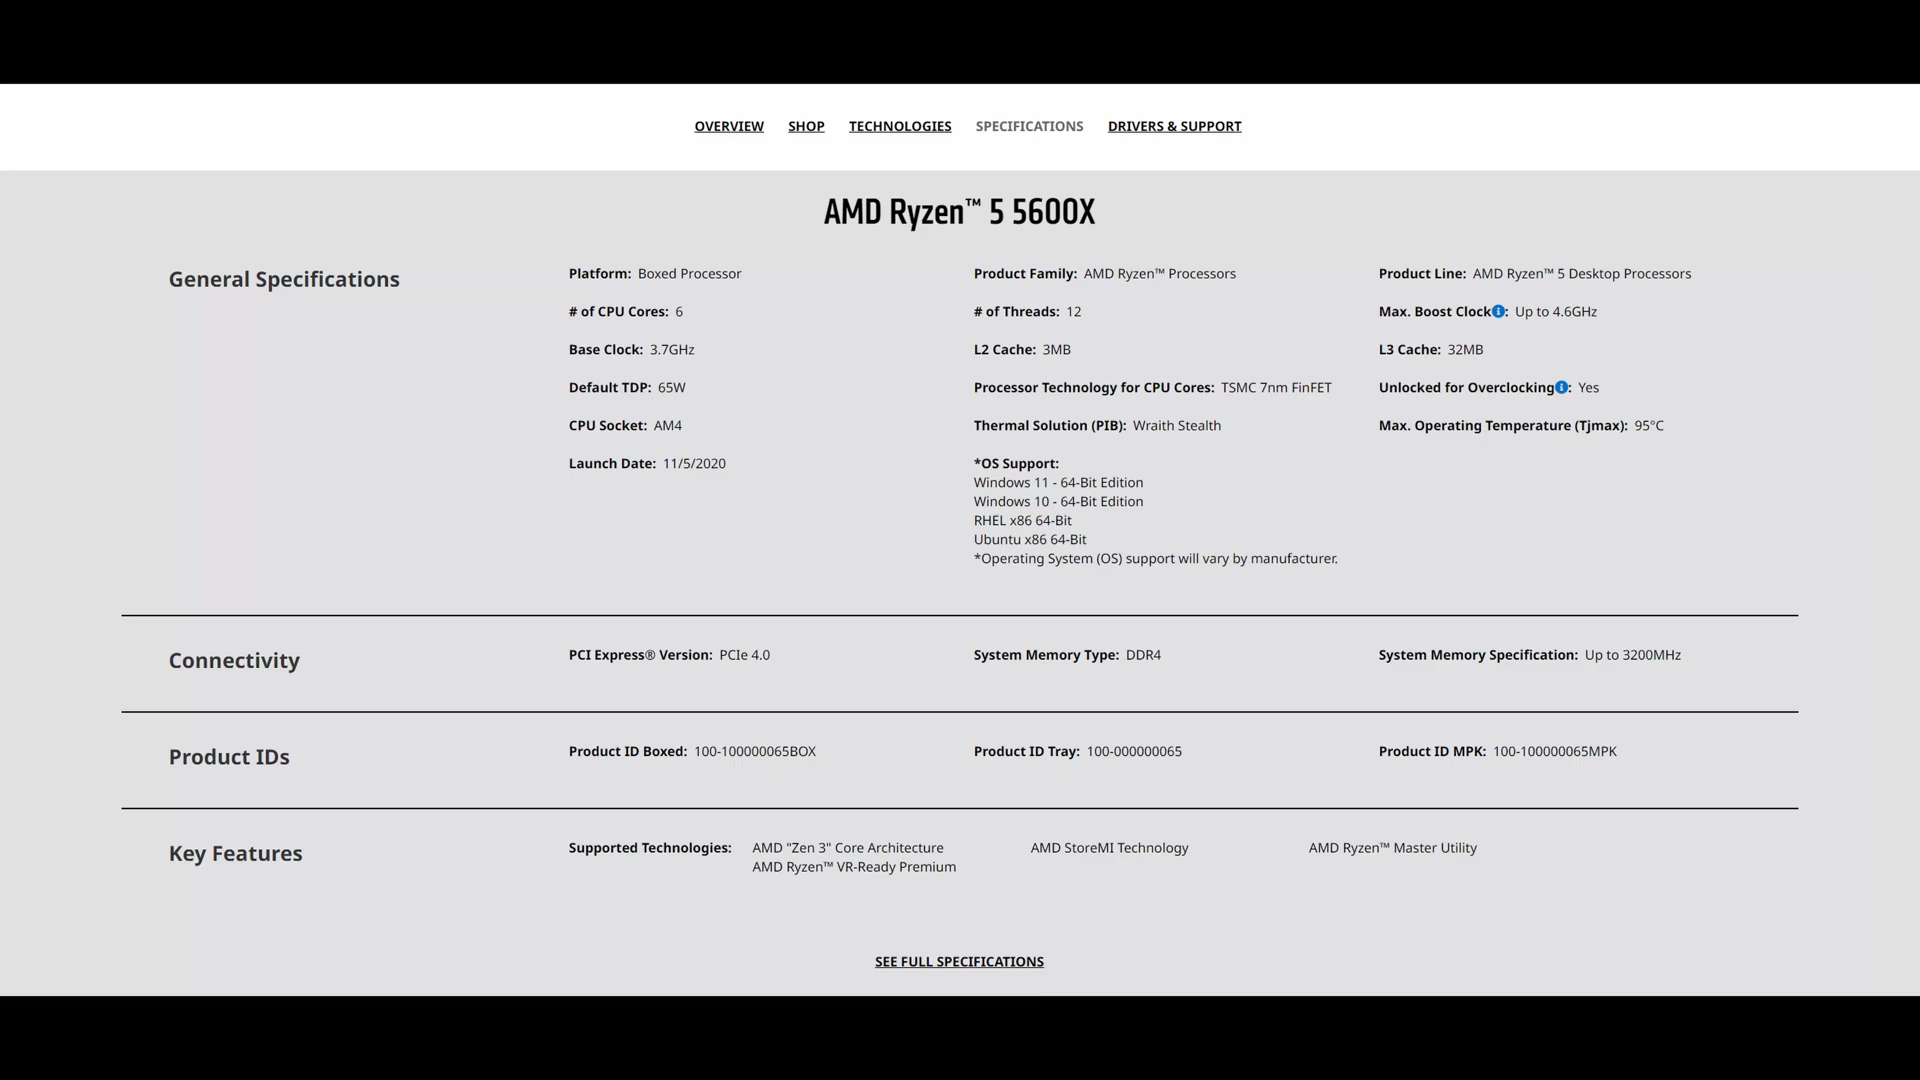 OVERVIEW SHOP TECHNOLOGIES SPECIFICATIONS DRIVERS & SUPPORT
AMD Ryzen™ 5 5600X
General Specifications
Platform: Boxed Processor
Product Family: AMD Ryzen™ Processors
Product Line: AMD Ryzen™ 5 Desktop Processors
# of CPU Cores: 6
# of Threads: 12
Max. Boost Clock: Up to 4.6GHz
Base Clock: 3.7GHz
L2 Cache: 3MB
L3 Cache: 32MB
Default TDP: 65W
Processor Technology for CPU Cores: TSMC 7nm FinFET
Unlocked for Overclocking: Yes
CPU Socket: AM4
Thermal Solution (PIB): Wraith Stealth
Max. Operating Temperature (Tjmax): 95°C
Launch Date: 11/5/2020
*OS Support:
Windows 11 - 64-Bit Edition
Windows 10 - 64-Bit Edition
RHEL x86 64-Bit
Ubuntu x86 64-Bit
*Operating System (OS) support will vary by manufacturer.
Connectivity
PCI Express® Version: PCIe 4.0
System Memory Type: DDR4
System Memory Specification: Up to 3200MHz
Product IDs
Product ID Boxed: 100-100000065BOX
Product ID Tray: 100-000000065
Product ID MPK: 100-100000065MPK
Key Features
Supported Technologies: AMD "Zen 3" Core Architecture
AMD StoreMI Technology
AMD Ryzen™ Master Utility
AMD Ryzen™ VR-Ready Premium
SEE FULL SPECIFICATIONS